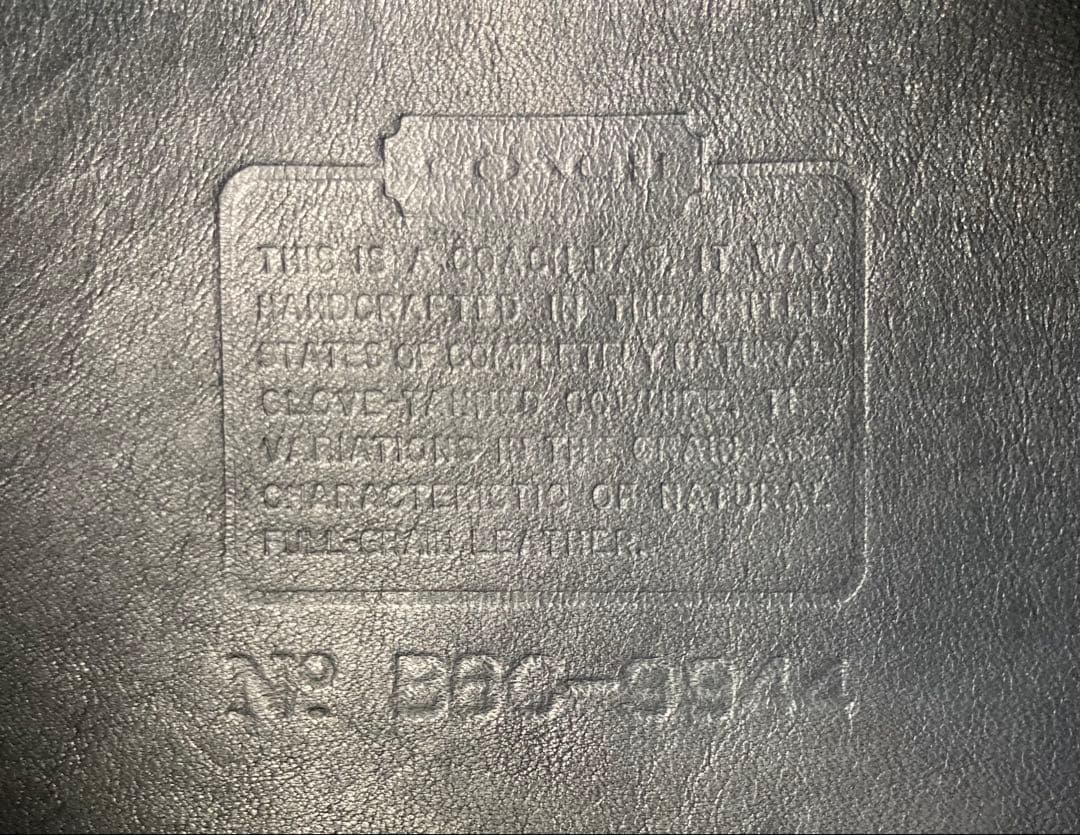 COACH
THIS IS A COACH BAG. IT WAS
HANDCRAFTED IN THE UNITED
STATES OF COMPLETELY NATURAL
GLOVE-TANNED COWHIDE. THE
VARIATIONS IN THE GRAIN ARE
CHARACTERISTIC OF NATURAL
FULL-GRAIN LEATHER.
Nº